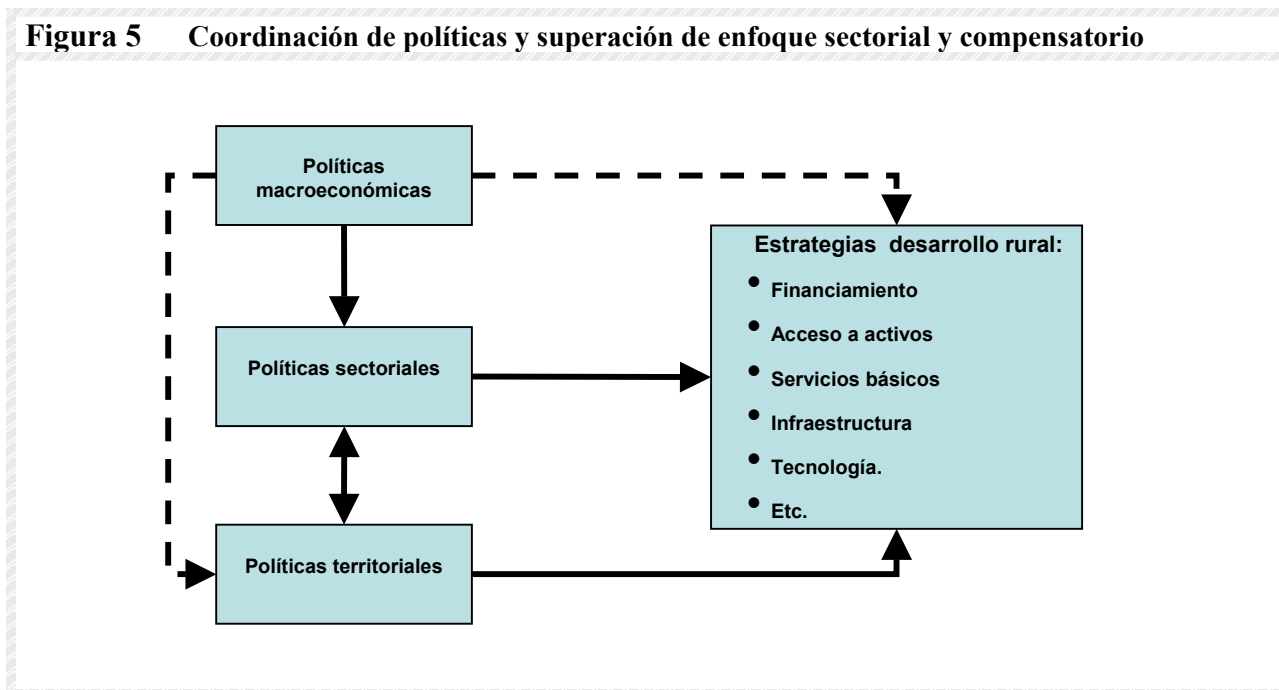 Figura 5 Coordinación de políticas y superación de enfoque sectorial y compensatorio
Políticas
macroeconómicas
Políticas sectoriales
Políticas territoriales
Estrategias desarrollo rural:
• Financiamiento
• Acceso a activos
• Servicios básicos
• Infraestructura
• Tecnología.
• Etc.